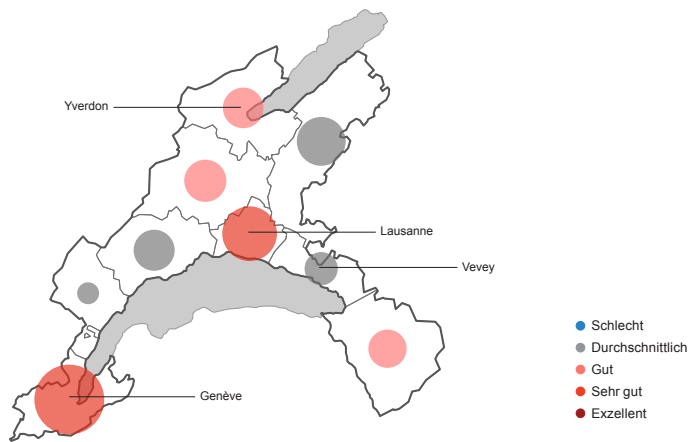 Yverdon
Lausanne
Vevey
Genève
Schlecht
Durchschnittlich
Gut
Sehr gut
Exzellent